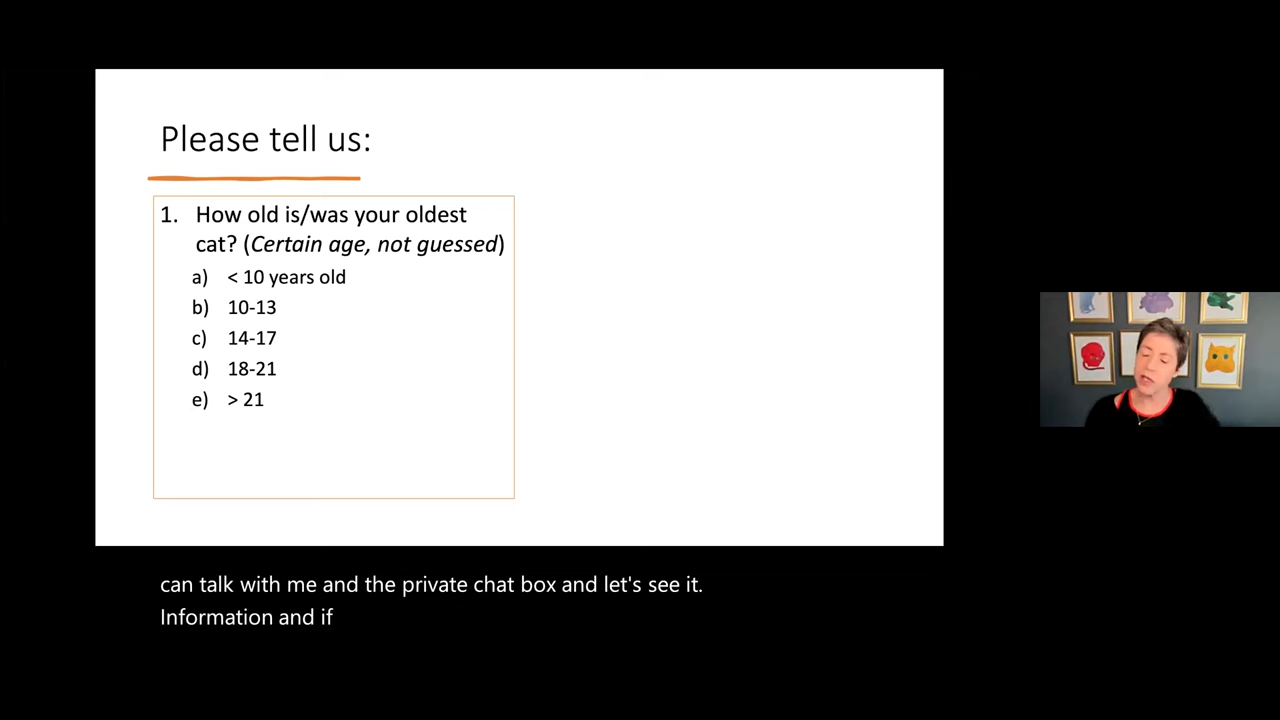 Please tell us:
1. How old is/was your oldest
cat? (Certain age, not guessed)
a) < 10 years old
b) 10-13
c) 14-17
d) 18-21
e) > 21
can talk with me and the private chat box and let's see it.
Information and if